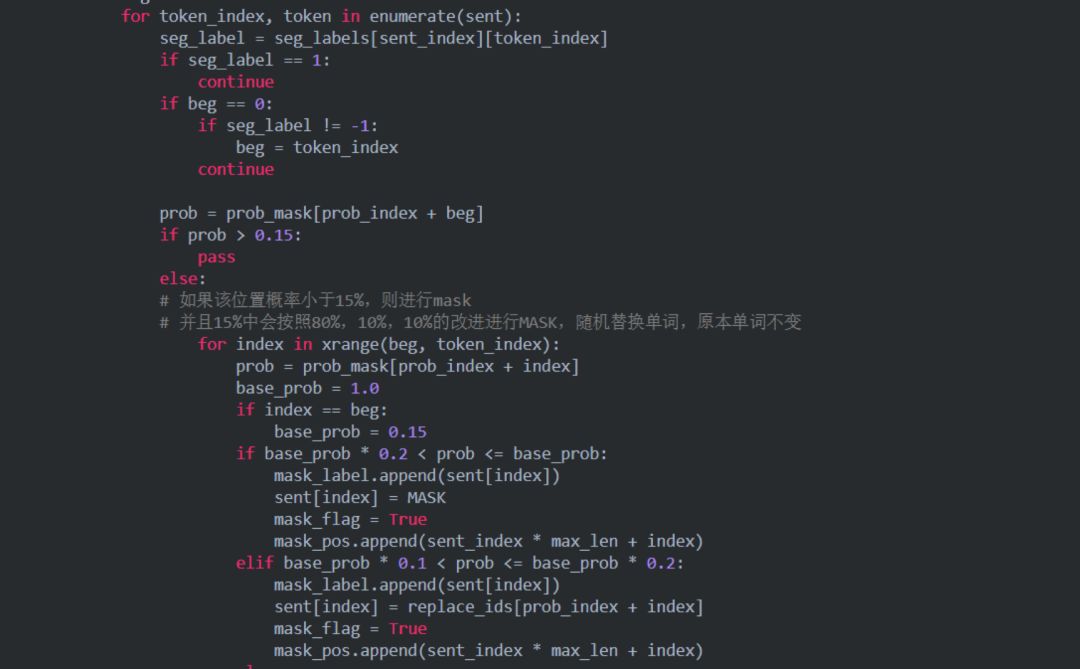 for token_index, token in enumerate(sent):
seg_label = seg_labels[sent_index][token_index]
if seg_label == 1:
continue
if beg == 0:
if seg_label != -1:
beg = token_index
continue
prob = prob_mask[prob_index + beg]
if prob > 0.15:
pass
else:
# 如果该位置概率小于15%，则进行mask
# 并且15%中会按照80%，10%，10%的改进进行MASK，随机替换单词，原本单词不变
for index in xrange(beg, token_index):
prob = prob_mask[prob_index + index]
base_prob = 1.0
if index == beg:
base_prob = 0.15
if base_prob * 0.2 < prob <= base_prob:
mask_label.append(sent[index])
sent[index] = MASK
mask_flag = True
mask_pos.append(sent_index * max_len + index)
elif base_prob * 0.1 < prob <= base_prob * 0.2:
mask_label.append(sent[index])
sent[index] = replace_ids[prob_index + index]
mask_flag = True
mask_pos.append(sent_index * max_len + index)